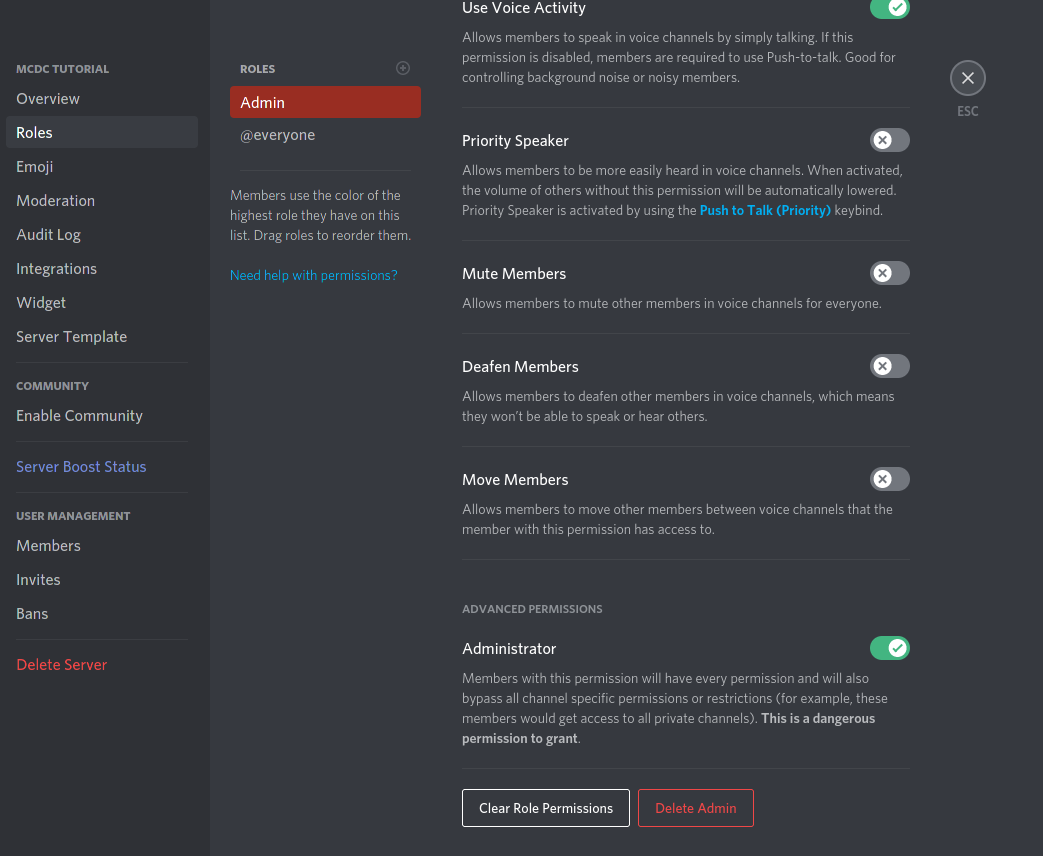 MCDC TUTORIAL
Overview
Roles
Emoji
Moderation
Audit Log
Integrations
Widget
Server Template
COMMUNITY
Enable Community
Server Boost Status
USER MANAGEMENT
Members
Invites
Bans
Delete Server
ROLES
Admin
@everyone
Members use the color of the
highest role they have on this
list. Drag roles to reorder them.
Need help with permissions?
Use Voice Activity
Allows members to speak in voice channels by simply talking. If this
permission is disabled, members are required to use Push-to-talk. Good for
controlling background noise or noisy members.
Priority Speaker
Allows members to be more easily heard in voice channels. When activated,
the volume of others without this permission will be automatically lowered.
Priority Speaker is activated by using the Push to Talk (Priority) keybind.
Mute Members
Allows members to mute other members in voice channels for everyone.
Deafen Members
Allows members to deafen other members in voice channels, which means
they won’t be able to speak or hear others.
Move Members
Allows members to move other members between voice channels that the
member with this permission has access to.
ADVANCED PERMISSIONS
Administrator
Members with this permission will have every permission and will also
bypass all channel specific permissions or restrictions (for example, these
members would get access to all private channels). This is a dangerous
permission to grant.
Clear Role Permissions
Delete Admin
ESC